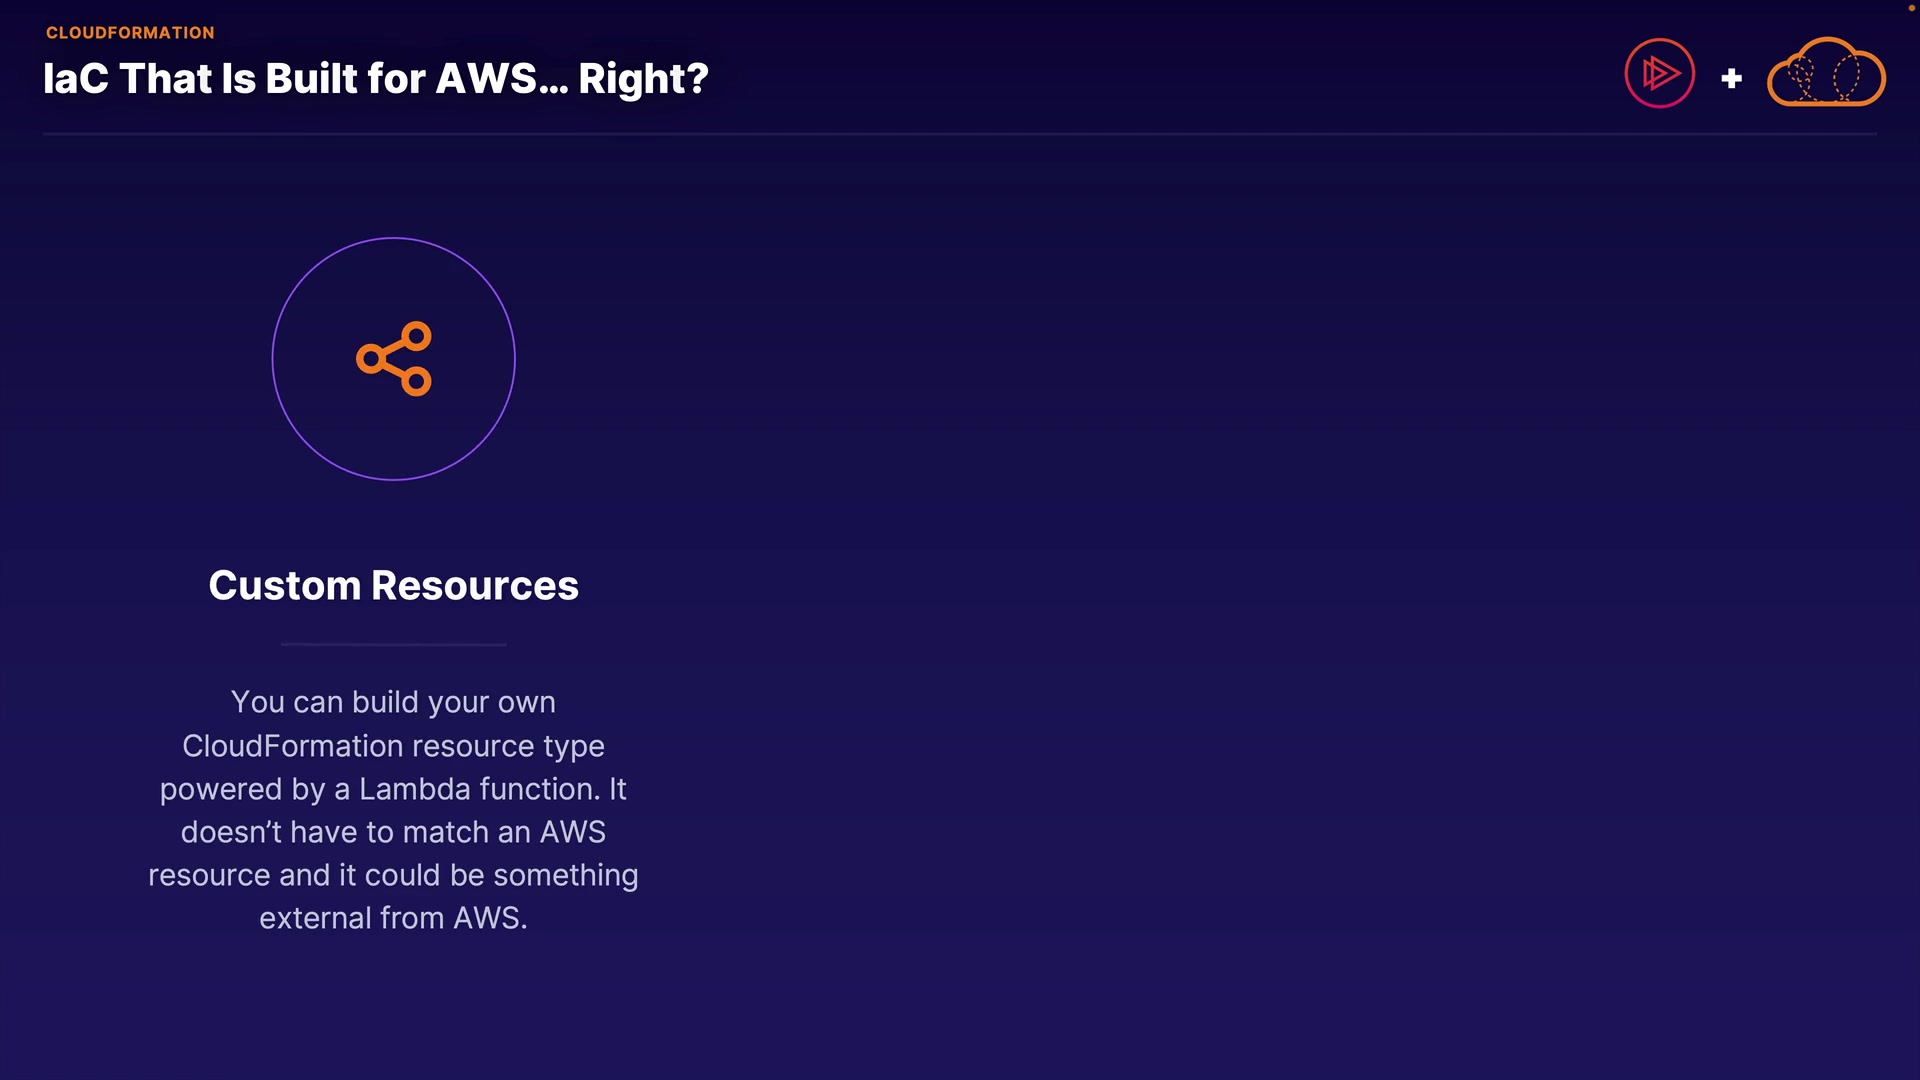 CLOUDFORMATION
IaC That Is Built for AWS... Right?
+
Custom Resources
You can build your own
CloudFormation resource type
powered by a Lambda function. It
doesn’t have to match an AWS
resource and it could be something
external from AWS.